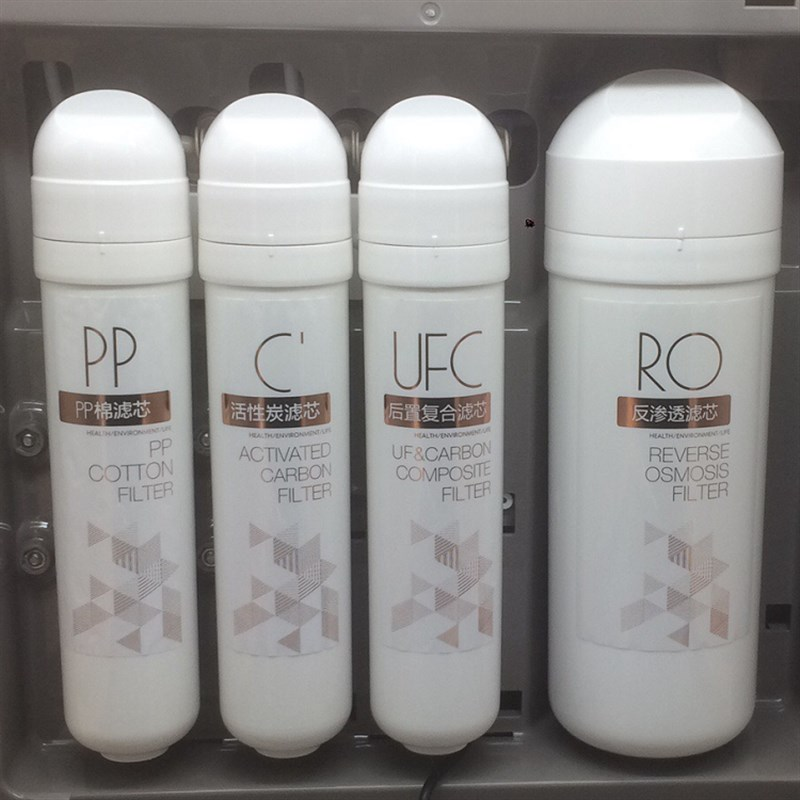 PP
PP棉滤芯
HEALTH/ENVIRONMENT/LIFE
PP
COTTON
FILTER
C'
活性炭滤芯
HEALTH/ENVIRONMENT/LIFE
ACTIVATED
CARBON
FILTER
UFC
后置复合滤芯
HEALTH/ENVIRONMENT/LIFE
UF&CARBON
COMPOSITE
FILTER
RO
反渗透滤芯
HEALTH/ENVIRONMENT/LIFE
REVERSE
OSMOSIS
FILTER